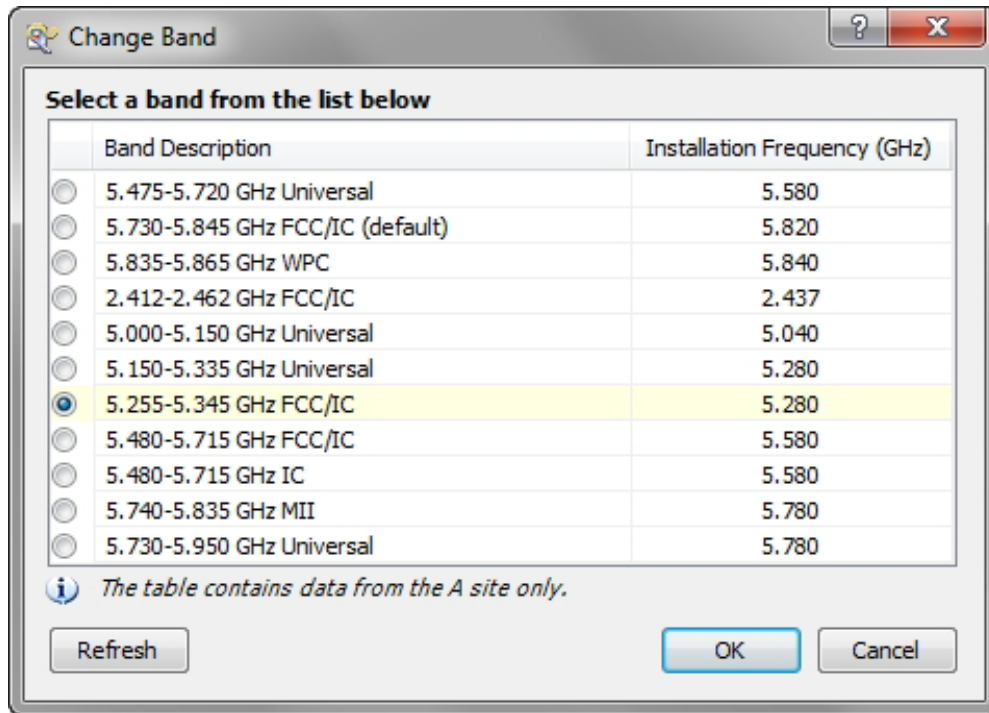 Change Band
Select a band from the list below
Band Description Installation Frequency (GHz)
5.475-5.720 GHz Universal 5.580
5.730-5.845 GHz FCC/IC (default) 5.820
5.835-5.865 GHz WPC 5.840
2.412-2.462 GHz FCC/IC 2.437
5.000-5.150 GHz Universal 5.040
5.150-5.335 GHz Universal 5.280
5.255-5.345 GHz FCC/IC 5.280
5.480-5.715 GHz FCC/IC 5.580
5.480-5.715 GHz IC 5.580
5.740-5.835 GHz MII 5.780
5.730-5.950 GHz Universal 5.780
The table contains data from the A site only.
Refresh OK Cancel